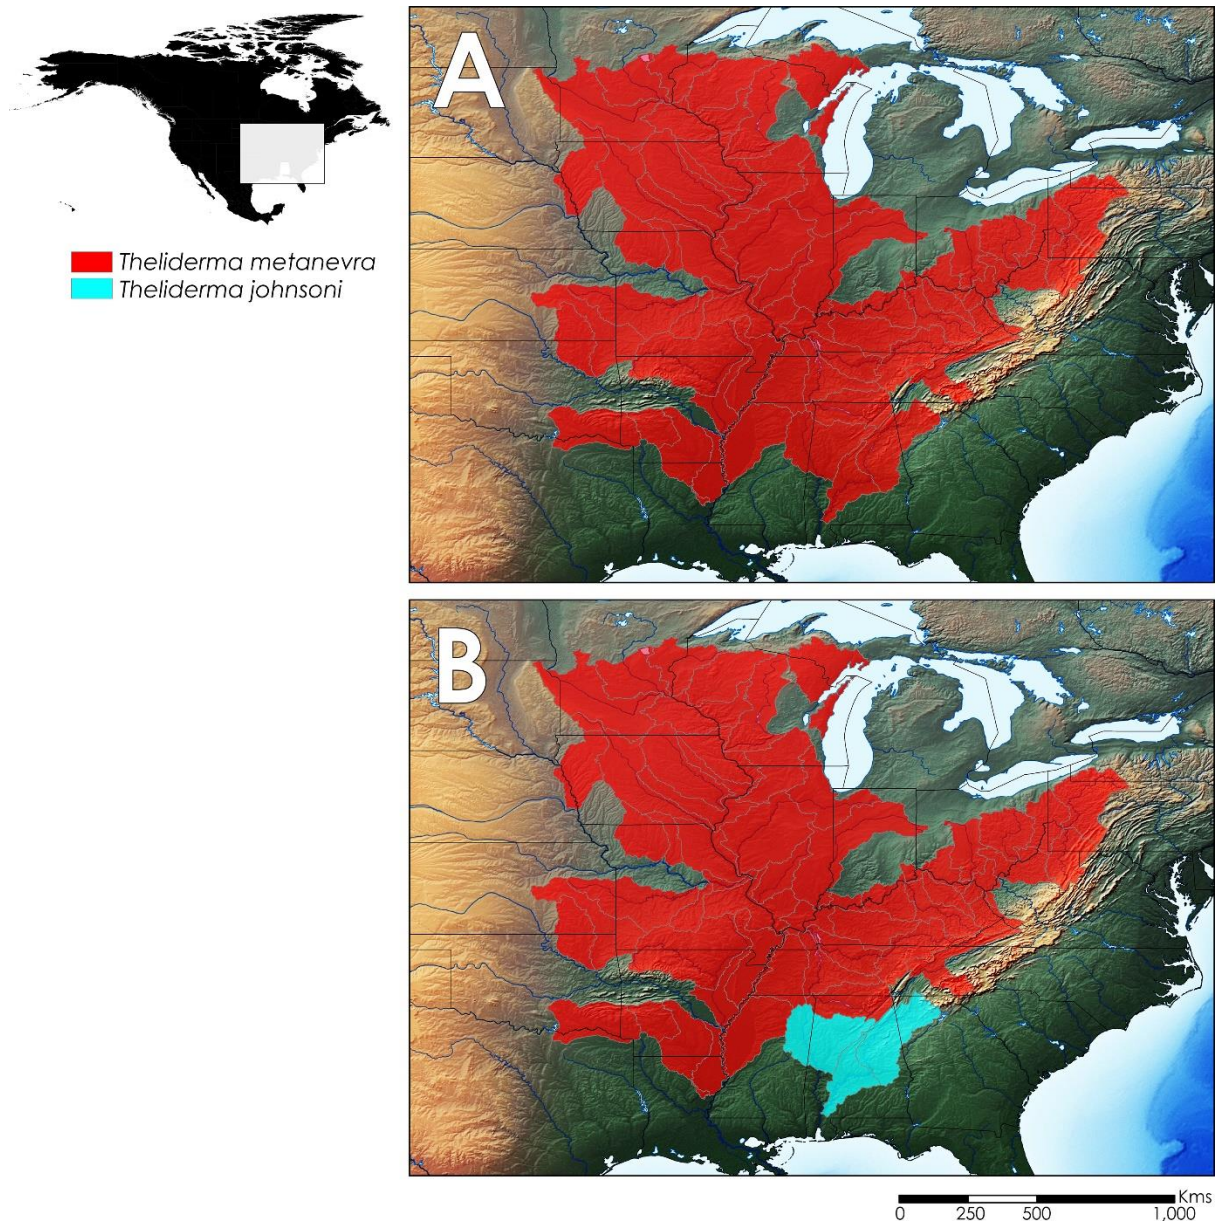 A
Theliderma metanevra
Theliderma johnsoni
B
Kms
0 250 500 1,000